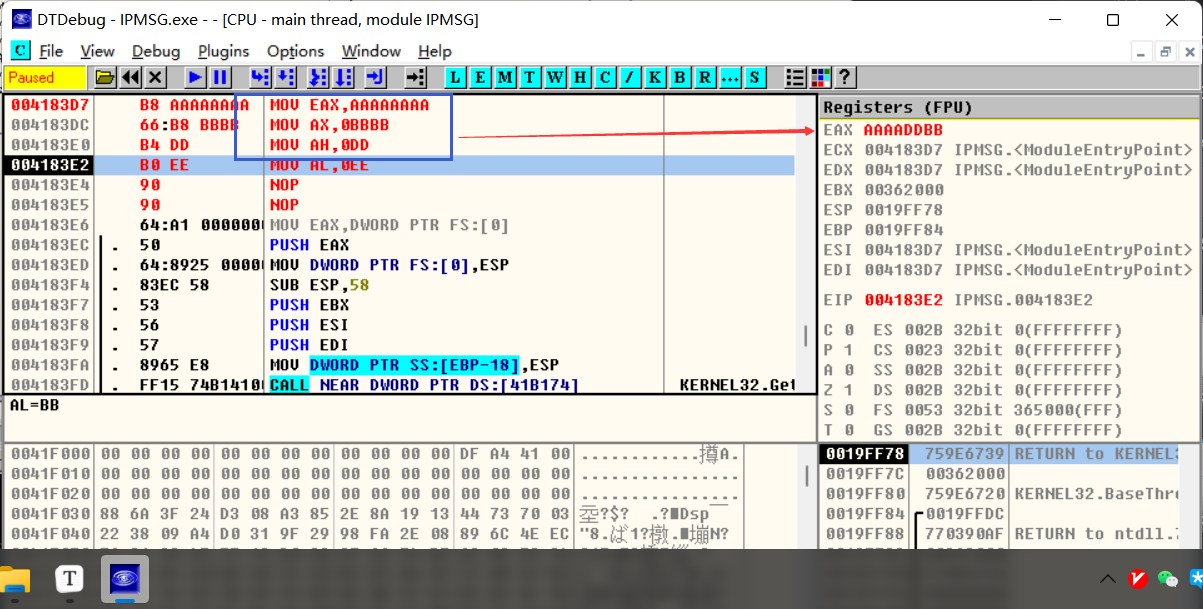 DTDebug - IPMSG.exe - - [CPU - main thread, module IPMSG]
C File View Debug Plugins Options Window Help
Paused L E M T W H C / K B R ... S ?
004183D7 B8 AAAAAAAA MOV EAX,AAAAAAAA
004183DC 66:B8 BBBB MOV AX,0BBBB
004183E0 B4 DD MOV AH,0DD
004183E2 B0 EE MOV AL,0EE
004183E4 90 NOP
004183E5 90 NOP
004183E6 64:A1 0000000 MOV EAX,DWORD PTR FS:[0]
004183EC . 50 PUSH EAX
004183ED . 64:8925 0000 MOV DWORD PTR FS:[0],ESP
004183F4 . 83EC 58 SUB ESP,58
004183F7 . 53 PUSH EBX
004183F8 . 56 PUSH ESI
004183F9 . 57 PUSH EDI
004183FA . 8965 E8 MOV DWORD PTR SS:[EBP-18],ESP
004183FD . FF15 74B1410 CALL NEAR DWORD PTR DS:[41B174] KERNEL32.Get
AL=BB
Registers (FPU)
EAX AAAADDBB
ECX 004183D7 IPMSG.<ModuleEntryPoint>
EDX 004183D7 IPMSG.<ModuleEntryPoint>
EBX 00362000
ESP 0019FF78
EBP 0019FF84
ESI 004183D7 IPMSG.<ModuleEntryPoint>
EDI 004183D7 IPMSG.<ModuleEntryPoint>
EIP 004183E2 IPMSG.004183E2
C 0 ES 002B 32bit 0(FFFFFFFF)
P 1 CS 0023 32bit 0(FFFFFFFF)
A 0 SS 002B 32bit 0(FFFFFFFF)
Z 1 DS 002B 32bit 0(FFFFFFFF)
S 0 FS 0053 32bit 365000(FFF)
T 0 GS 002B 32bit 0(FFFFFFFF)
0041F000 00 00 00 00 00 00 00 00 00 00 00 00 DF A4 41 00 ............撙A.
0041F010 00 00 00 00 00 00 00 00 00 00 00 00 00 00 00 00 ................
0041F020 00 00 00 00 00 00 00 00 00 00 00 00 00 00 00 00 ................
0041F030 88 6A 3F 24 D3 08 A3 85 2E 8A 19 13 44 73 70 03
0041F040 22 38 09 A4 D0 31 9F 29 98 FA 2E 08 89 6C 4E EC
0019FF78 759E6739 RETURN to KERNEL3
0019FF7C 00362000
0019FF80 759E6720 KERNEL32.BaseThr
0019FF84 0019FFDC
0019FF88 770390AF RETURN to ntdll.
T